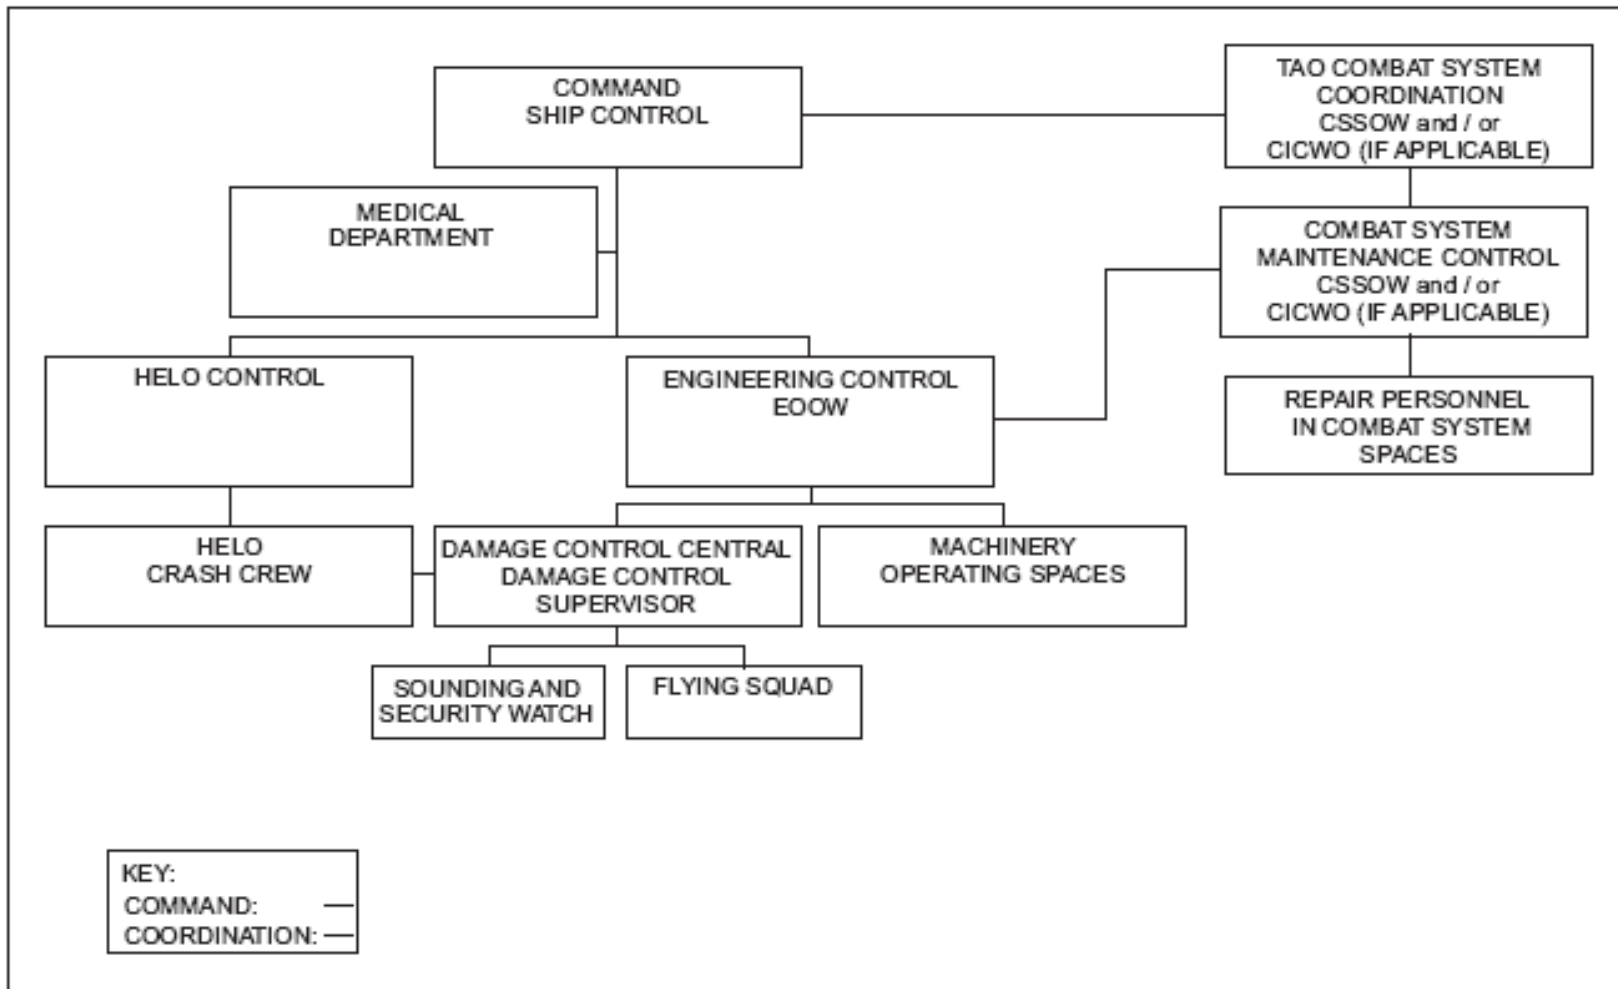 COMMAND
SHIP CONTROL
TAO COMBAT SYSTEM
COORDINATION
CSSOW and / or
CICWO (IF APPLICABLE)
MEDICAL
DEPARTMENT
COMBAT SYSTEM
MAINTENANCE CONTROL
CSSOW and / or
CICWO (IF APPLICABLE)
HELO CONTROL
ENGINEERING CONTROL
EOOW
REPAIR PERSONNEL
IN COMBAT SYSTEM
SPACES
HELO
CRASH CREW
DAMAGE CONTROL CENTRAL
DAMAGE CONTROL
SUPERVISOR
MACHINERY
OPERATING SPACES
SOUNDING AND
SECURITY WATCH
FLYING SQUAD
KEY:
COMMAND: —
COORDINATION: —